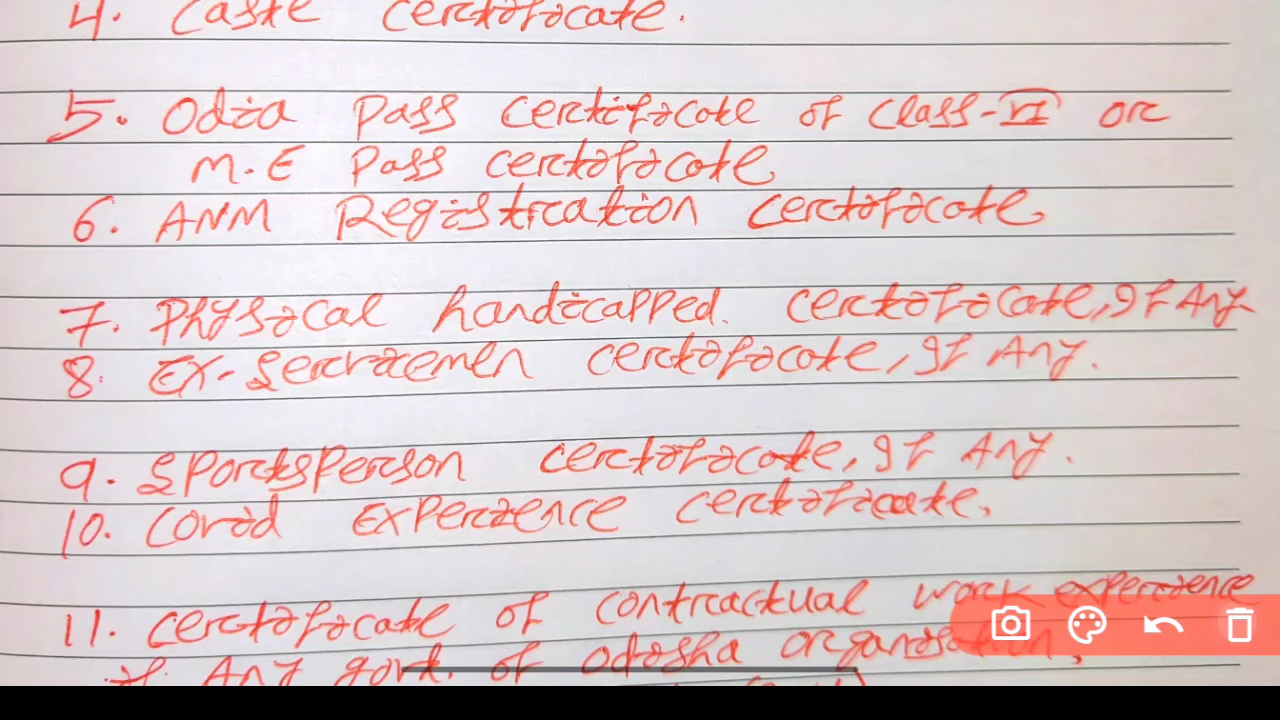 4. Caste Certificate.
5. Odia Pass certificate of class-VI or
M.E Pass certificate
6. ANM Registration certificate
7. Physical handicapped. certificate, If Any
8. Ex-Servicemen certificate, If Any.
9. Sportsperson certificate, If Any.
10. Covid Experience certificate.
11. certificate of contractual work experience
if Any govt. of odisha organisation.